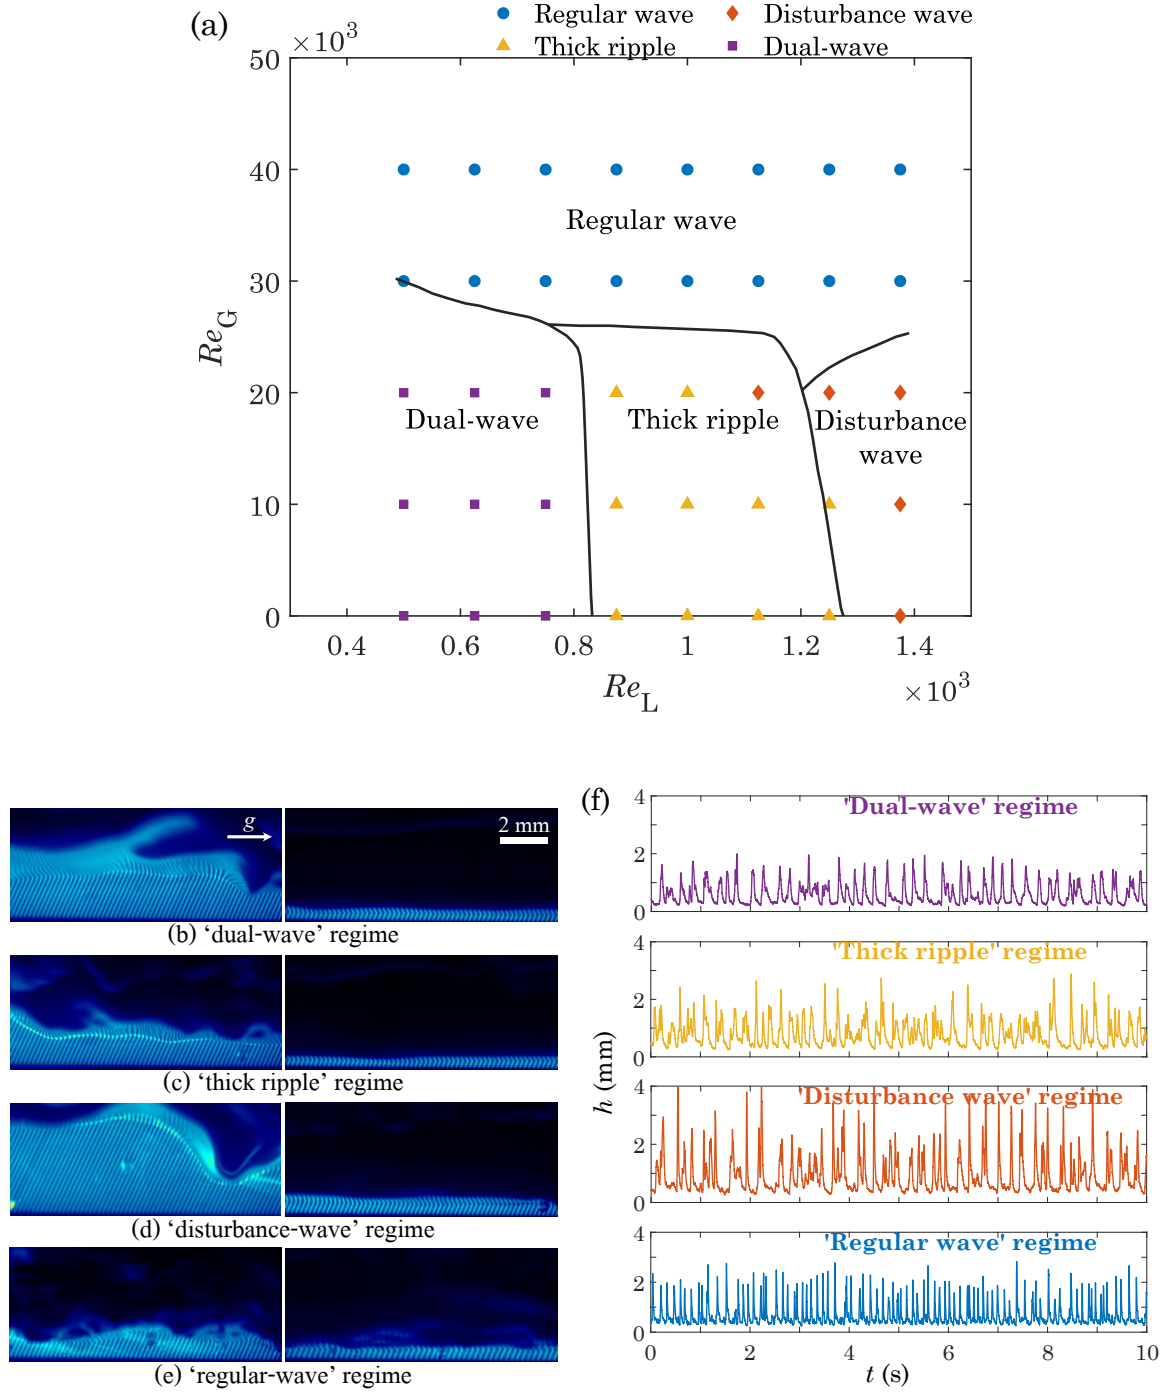 (a)
Regular wave
Disturbance wave
Thick ripple
Dual-wave
×10³
50
40
30
20
10
0
Re_G
Regular wave
Dual-wave
Thick ripple
Disturbance
wave
0.4
0.6
0.8
1
1.2
1.4
Re_L
×10³
g
2 mm
(b) ‘dual-wave’ regime
(c) ‘thick ripple’ regime
(d) ‘disturbance-wave’ regime
(e) ‘regular-wave’ regime
(f)
4
2
0
'Dual-wave' regime
4
2
0
'Thick ripple' regime
4
2
0
'Disturbance wave' regime
4
2
0
'Regular wave' regime
h (mm)
0
2
4
6
8
10
t (s)